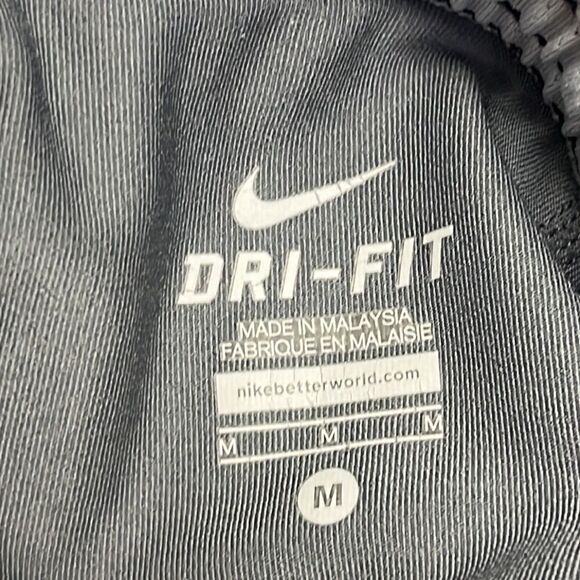 DRI-FIT
MADE IN MALAYSIA
FABRIQUE EN MALAISIE
nikebetterworld.com
M M M
M